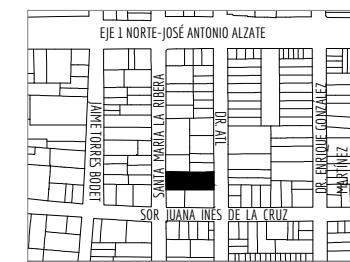 EJE 1 NORTE-JOSÉ ANTONIO ALZATE
JAIME TORRES BODET
SANTA MARÍA LA RIBERA
DR. ATL
DR. ENRIQUE GONZÁLEZ
MARTÍNEZ
SOR JUANA INÉS DE LA CRUZ